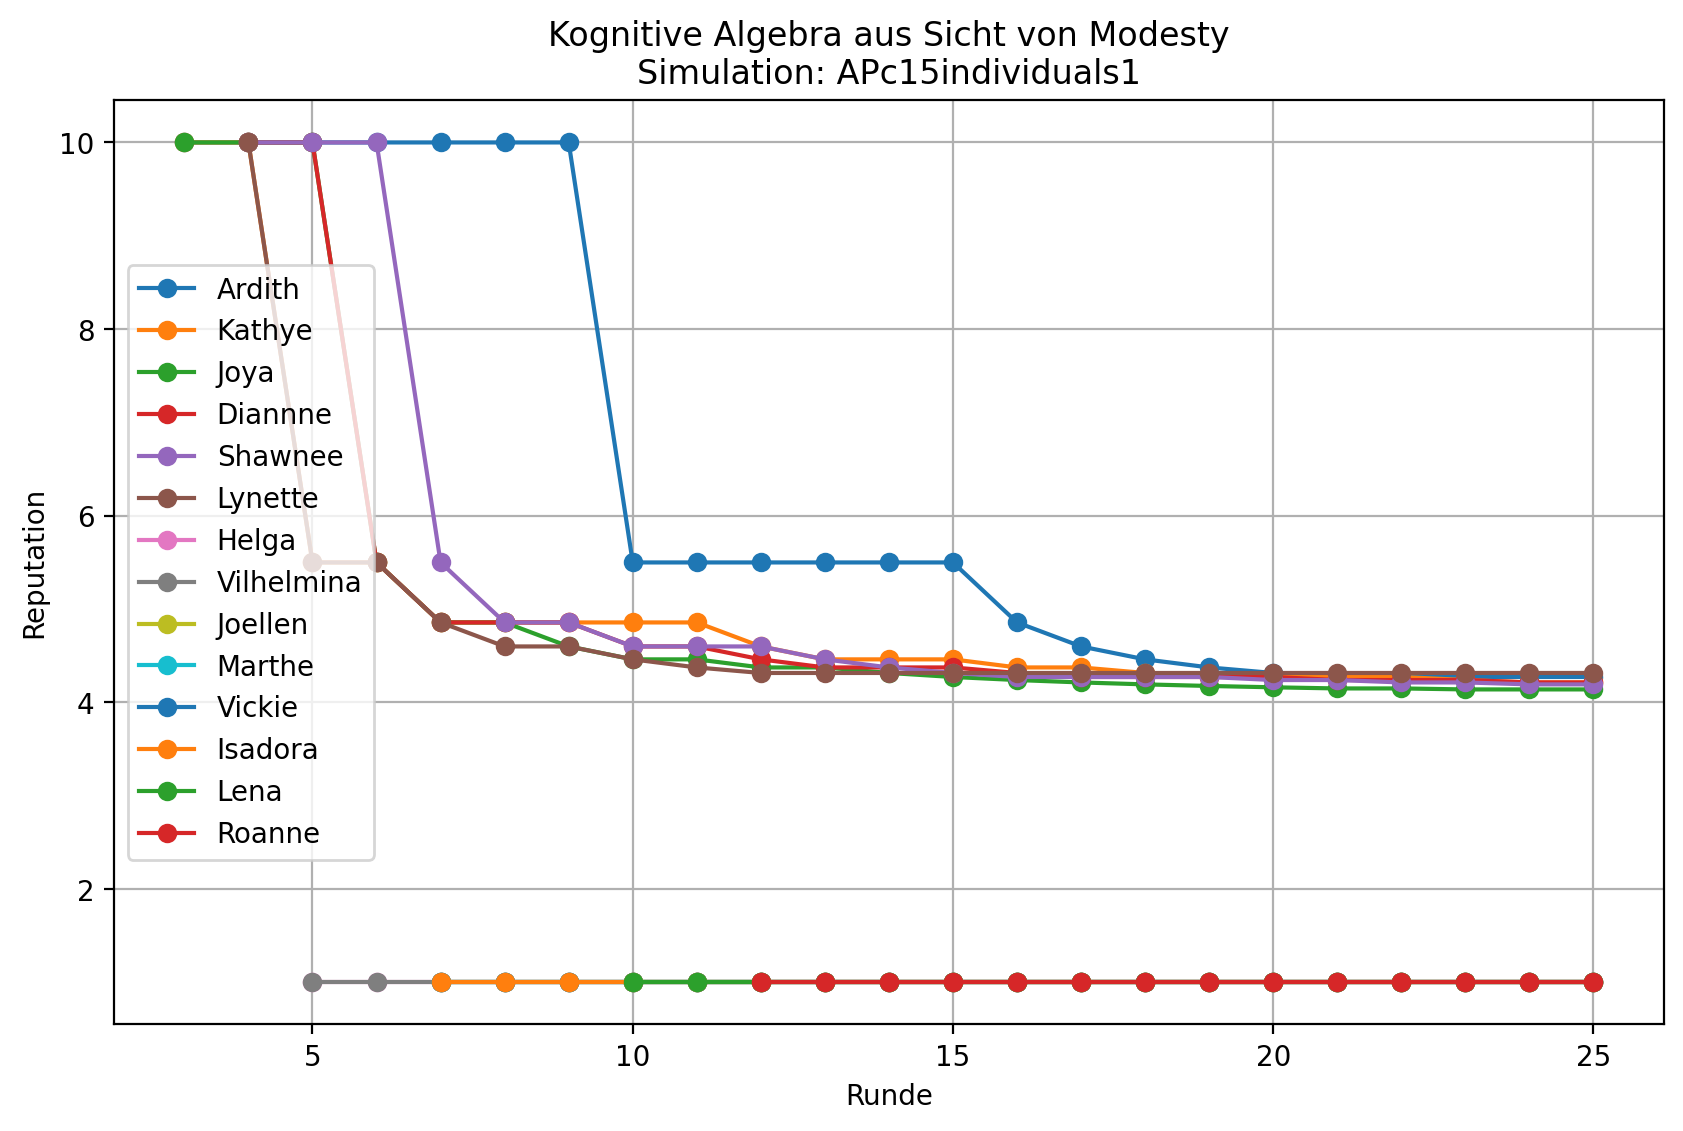 Kognitive Algebra aus Sicht von Modesty
Simulation: APc15individuals1
Reputation
10
8
6
4
2
Ardith
Kathye
Joya
Diannne
Shawnee
Lynette
Helga
Vilhelmina
Joellen
Marthe
Vickie
Isadora
Lena
Roanne
5
10
15
20
25
Runde